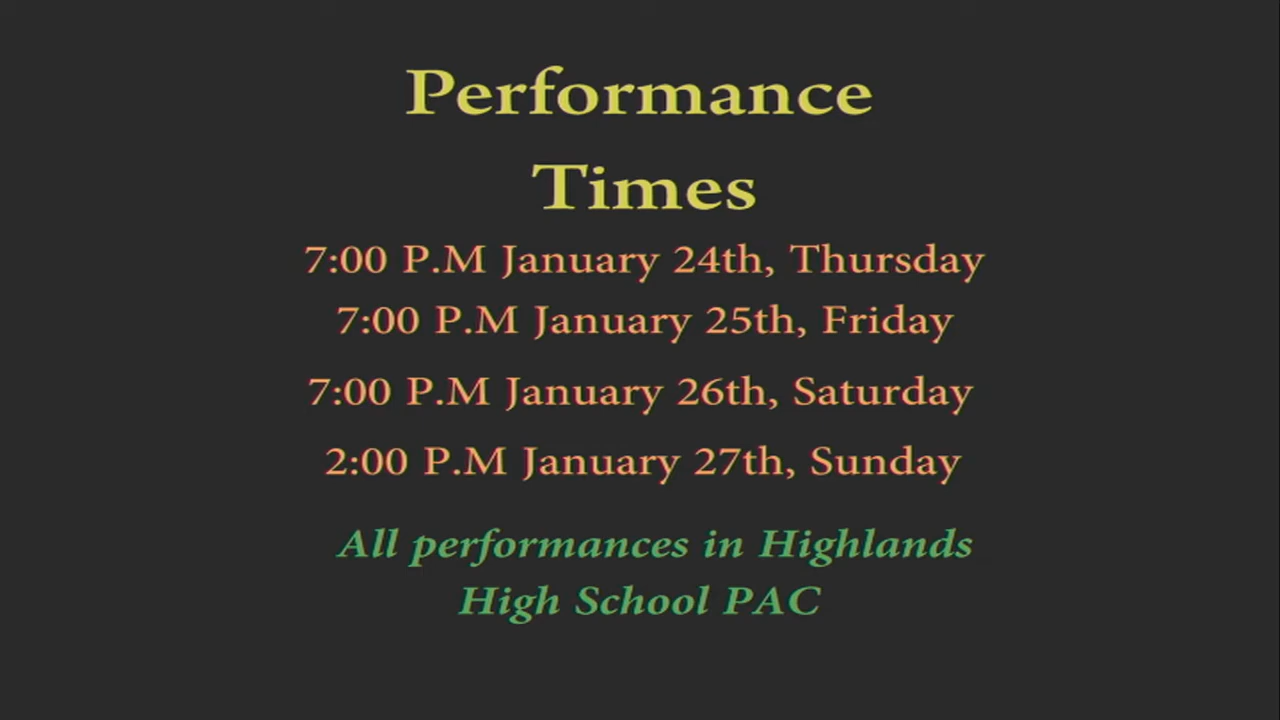 Performance
Times
7:00 P.M January 24th, Thursday
7:00 P.M January 25th, Friday
7:00 P.M January 26th, Saturday
2:00 P.M January 27th, Sunday
All performances in Highlands
High School PAC